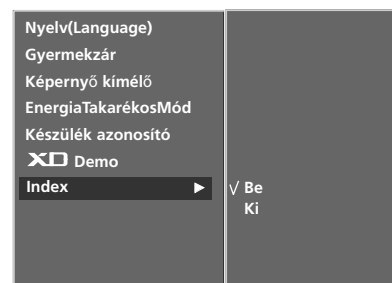 Nyelv(Language)
Gyermekzár
Képernyő kímélő
EnergiaTakarékosMód
Készülék azonosító
XD Demo
Index ►
√ Be
Ki